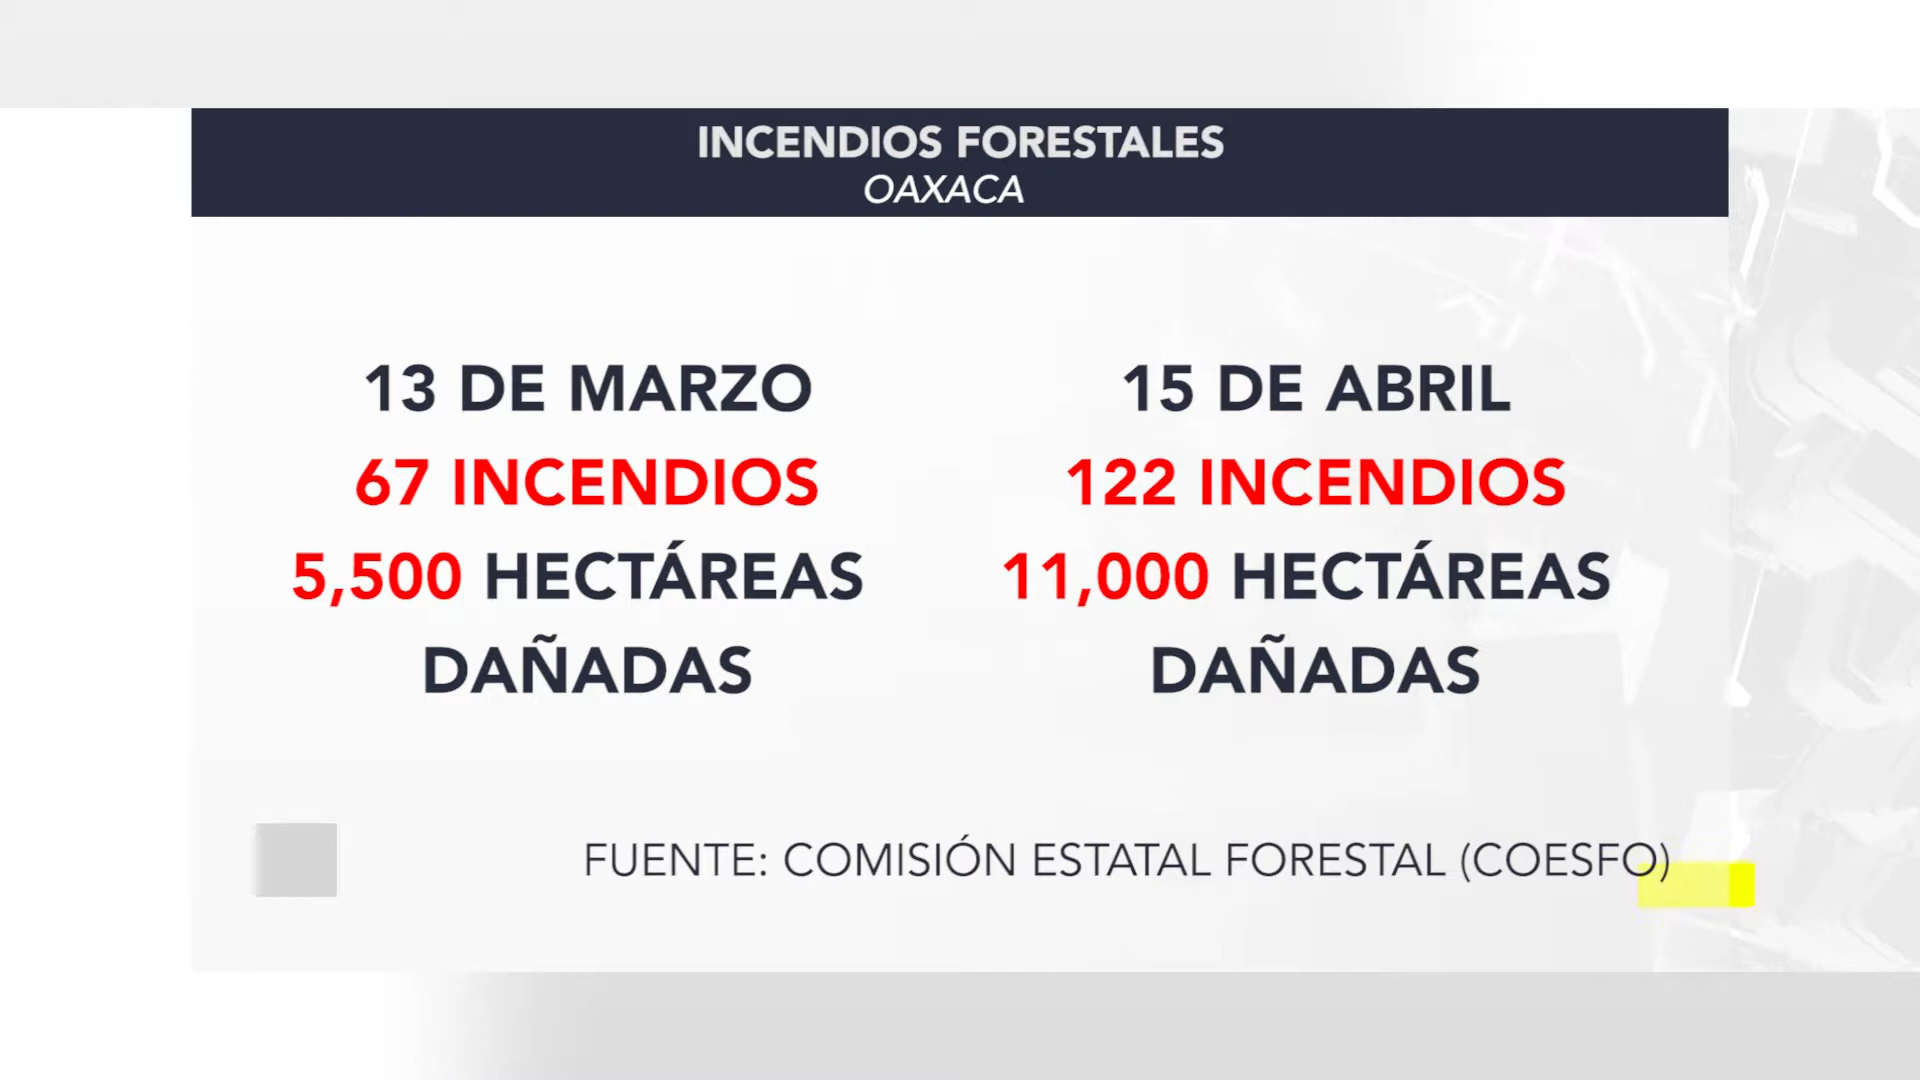 INCENDIOS FORESTALES
OAXACA
13 DE MARZO
67 INCENDIOS
5,500 HECTÁREAS
DAÑADAS
15 DE ABRIL
122 INCENDIOS
11,000 HECTÁREAS
DAÑADAS
FUENTE: COMISIÓN ESTATAL FORESTAL (COESFO)